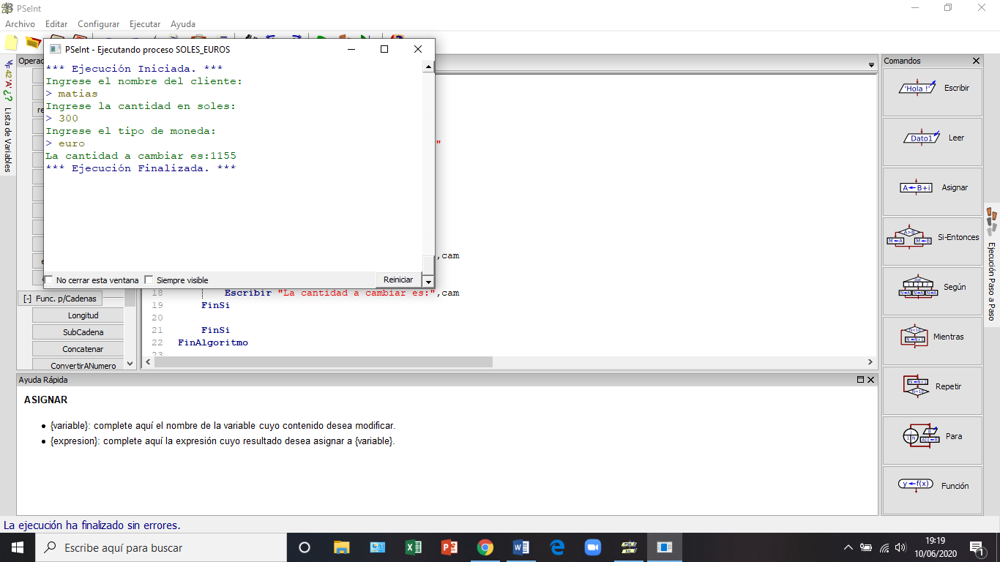 PSeInt
Archivo Editar Configurar Ejecutar Ayuda
PSeInt - Ejecutando proceso SOLES_EUROS
*** Ejecución Iniciada. ***
Ingrese el nombre del cliente:
> matias
Ingrese la cantidad en soles:
> 300
Ingrese el tipo de moneda:
> euro
La cantidad a cambiar es:1155
*** Ejecución Finalizada. ***
No cerrar esta ventana Siempre visible Reiniciar
Lista de Variables
"
,cam
18 Escribir "La cantidad a cambiar es:",cam
19 FinSi
20
21 FinSi
22 FinAlgoritmo
23
[-] Func. p/Cadenas
Longitud
SubCadena
Concatenar
ConvertirANumero
Comandos
'Hola !' Escribir
Dato1 Leer
A B+i Asignar
A>B M A M B Si-Entonces
Según
Mientras
Repetir
Para
y f(x) Función
Ejecución Paso a Paso
Ayuda Rápida
ASIGNAR
{variable}: complete aquí el nombre de la variable cuyo contenido desea modificar.
{expresion}: complete aquí la expresión cuyo resultado desea asignar a {variable}.
La ejecución ha finalizado sin errores.
Escribe aquí para buscar
19:19
10/06/2020
1